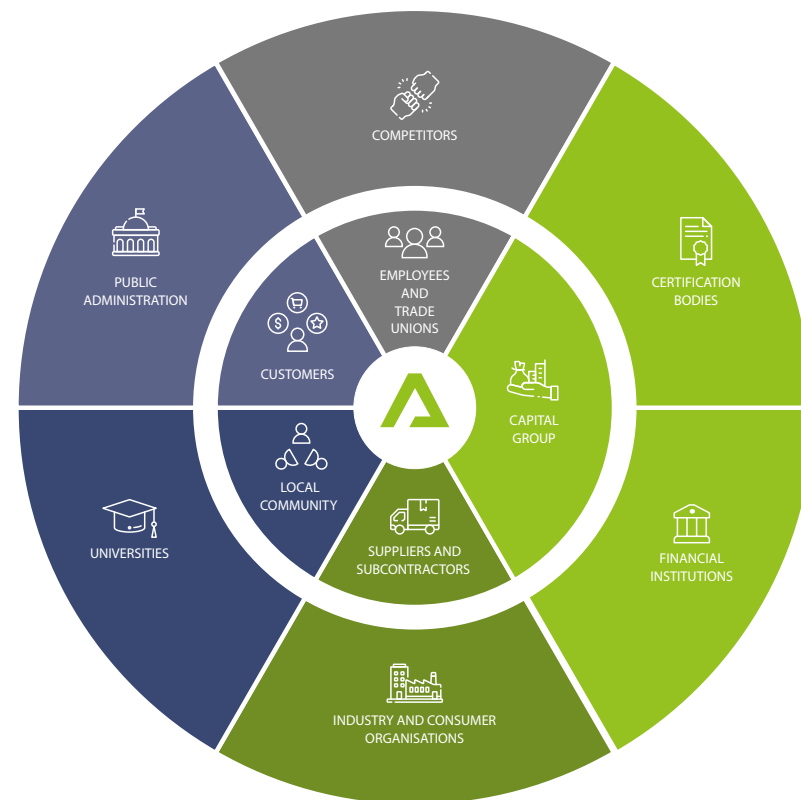 COMPETITORS
PUBLIC
ADMINISTRATION
CERTIFICATION
BODIES
EMPLOYEES
AND
TRADE
UNIONS
CUSTOMERS
CAPITAL
GROUP
LOCAL
COMMUNITY
SUPPLIERS AND
SUBCONTRACTORS
UNIVERSITIES
FINANCIAL
INSTITUTIONS
INDUSTRY AND CONSUMER
ORGANISATIONS